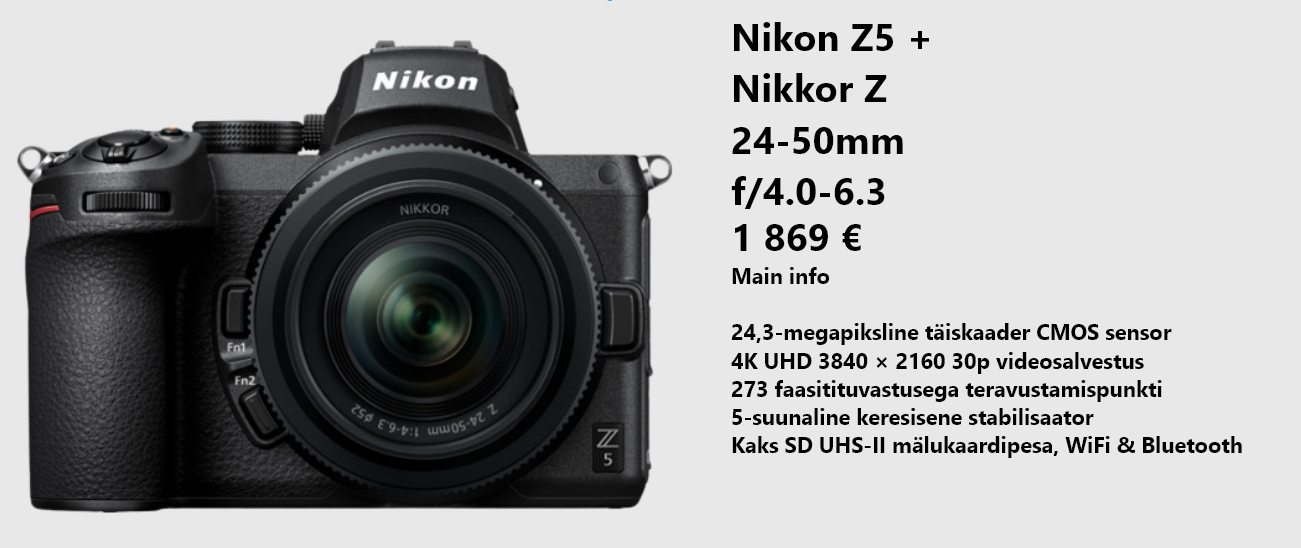 Nikon
NIKKOR
Fn1
Fn2
Z 24-50mm 1:4-6.3 ø52
Z
5
Nikon Z5 +
Nikkor Z
24-50mm
f/4.0-6.3
1 869 €
Main info
24,3-megapiksline täiskaader CMOS sensor
4K UHD 3840 × 2160 30p videosalvestus
273 faasitituvastusega teravustamispunkti
5-suunaline keresisene stabilisaator
Kaks SD UHS-II mälukaardipesa, WiFi & Bluetooth